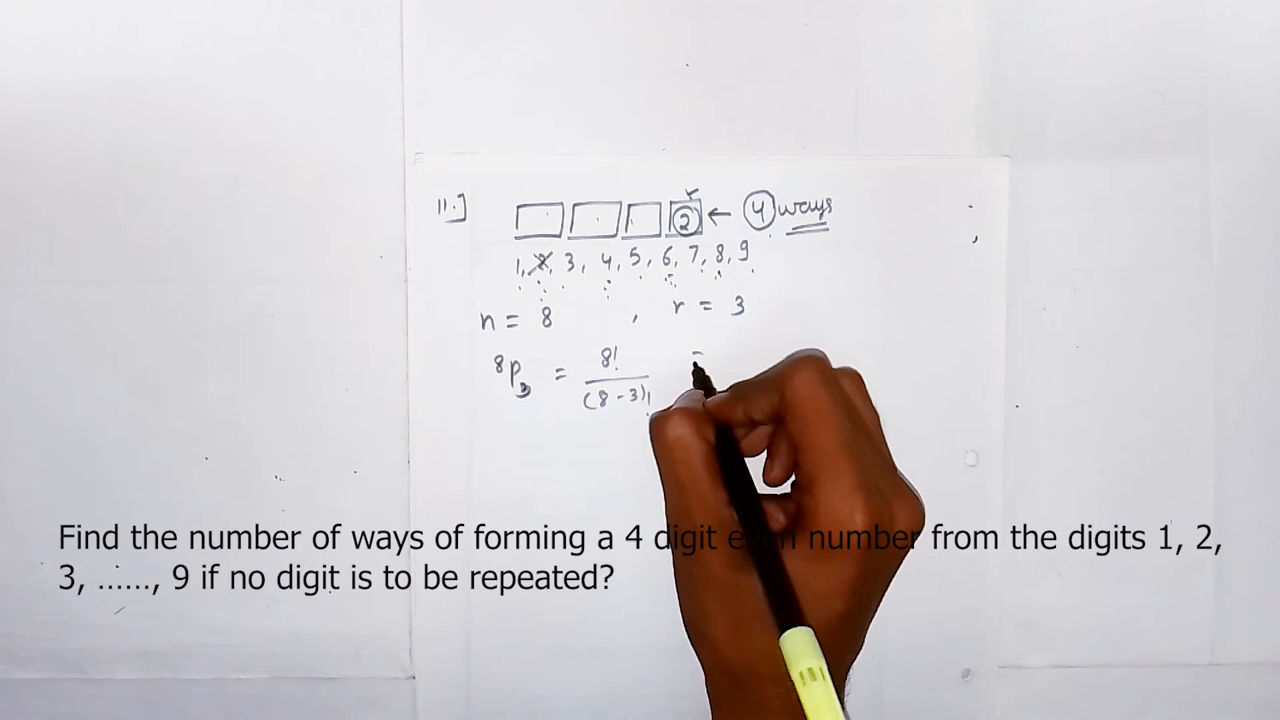 11.]
2 ← 4 ways
1, 2, 3, 4, 5, 6, 7, 8, 9
n = 8 , r = 3
⁸P₃ = 8! / (8 - 3)! =
Find the number of ways of forming a 4 digit even number from the digits 1, 2,
3, ……, 9 if no digit is to be repeated?